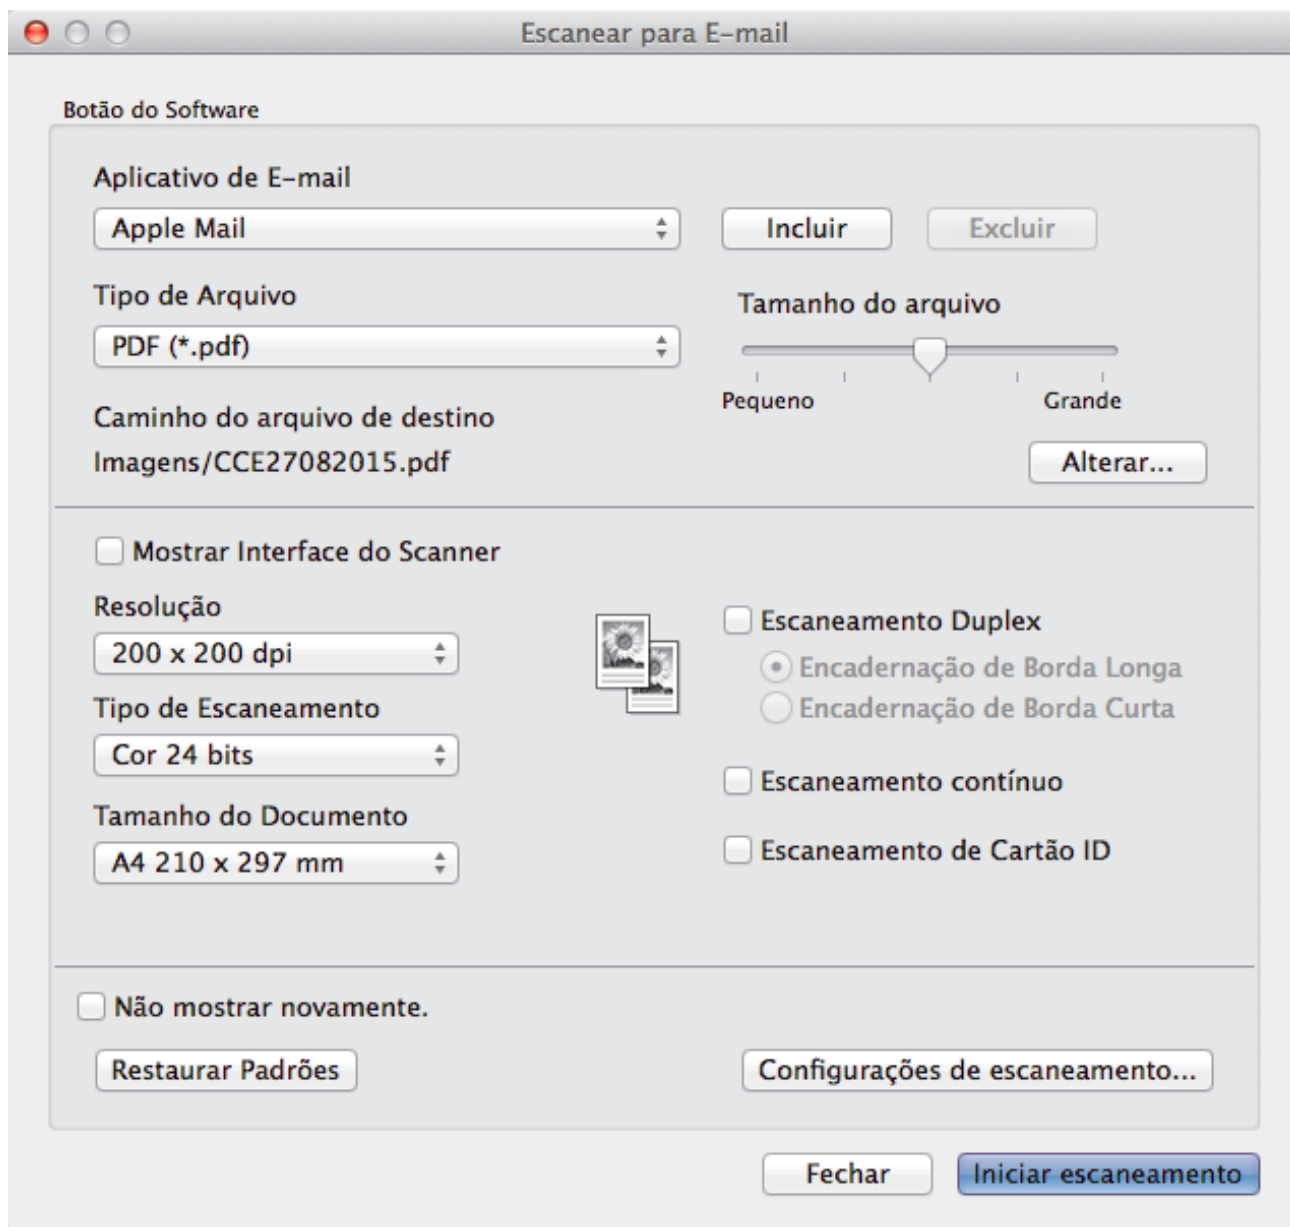 Escanear para E-mail
Botão do Software
Aplicativo de E-mail
Apple Mail
Incluir
Excluir
Tipo de Arquivo
Tamanho do arquivo
PDF (*.pdf)
Pequeno
Grande
Caminho do arquivo de destino
Imagens/CCE27082015.pdf
Alterar...
Mostrar Interface do Scanner
Resolução
200 x 200 dpi
Tipo de Escaneamento
Cor 24 bits
Tamanho do Documento
A4 210 x 297 mm
Escaneamento Duplex
Encadernação de Borda Longa
Encadernação de Borda Curta
Escaneamento contínuo
Escaneamento de Cartão ID
Não mostrar novamente.
Restaurar Padrões
Configurações de escaneamento...
Fechar
Iniciar escaneamento